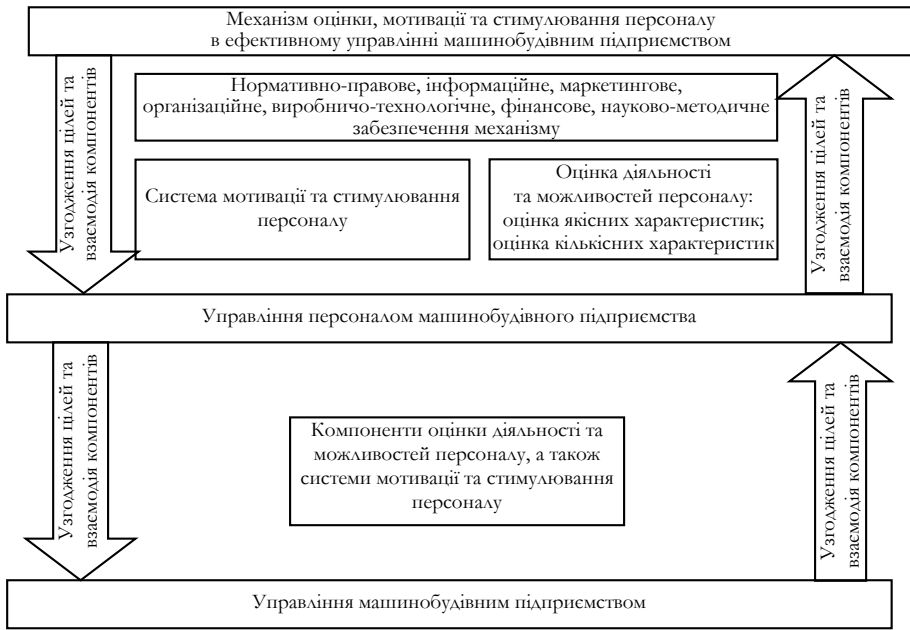 Механізм оцінки, мотивації та стимулювання персоналу
в ефективному управлінні машинобудівним підприємством
Узгодження цілей та
взаємодія компонентів
Нормативно-правове, інформаційне, маркетингове,
організаційне, виробничо-технологічне, фінансове, науково-методичне
забезпечення механізму
Система мотивації та стимулювання
персоналу
Оцінка діяльності
та можливостей персоналу:
оцінка якісних характеристик;
оцінка кількісних характеристик
Узгодження цілей та
взаємодія компонентів
Управління персоналом машинобудівного підприємства
Узгодження цілей та
взаємодія компонентів
Компоненти оцінки діяльності та
можливостей персоналу, а також
системи мотивації та стимулювання
персоналу
Узгодження цілей та
взаємодія компонентів
Управління машинобудівним підприємством